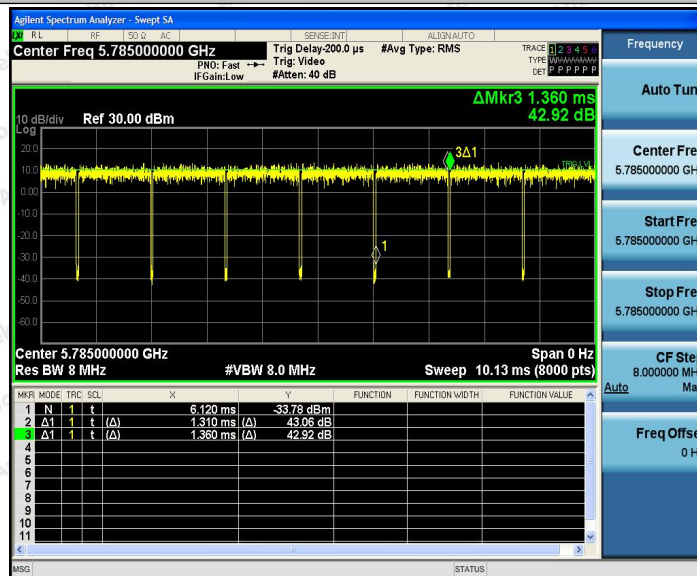 Agilent Spectrum Analyzer - Swept SA
LXI RL RF 50 Ω AC SENSE:INT ALIGNAUTO
Center Freq 5.785000000 GHz
PNO: Fast
IFGain:Low
Trig Delay-200.0 µs
Trig: Video
#Atten: 40 dB
#Avg Type: RMS
TRACE 1 2 3 4 5 6
TYPE
DET P P P P P P
ΔMkr3 1.360 ms
42.92 dB
10 dB/div Ref 30.00 dBm
Log
20.0
10.0
0.00
-10.0
-20.0
-30.0
-40.0
-50.0
-60.0
3Δ1
TRIG LVL
1
Center 5.785000000 GHz Span 0 Hz
Res BW 8 MHz #VBW 8.0 MHz Sweep 10.13 ms (8000 pts)
MKR MODE TRC SCL X Y FUNCTION FUNCTION WIDTH FUNCTION VALUE
1 N 1 t 6.120 ms -33.78 dBm
2 Δ1 1 t (Δ) 1.310 ms (Δ) 43.06 dB
3 Δ1 1 t (Δ) 1.360 ms (Δ) 42.92 dB
4
5
6
7
8
9
10
11
MSG STATUS
Frequency
Auto Tun
Center Fre
5.785000000 GH
Start Fre
5.785000000 GH
Stop Fre
5.785000000 GH
CF Ste
8.000000 MH
Auto Ma
Freq Offse
0 H